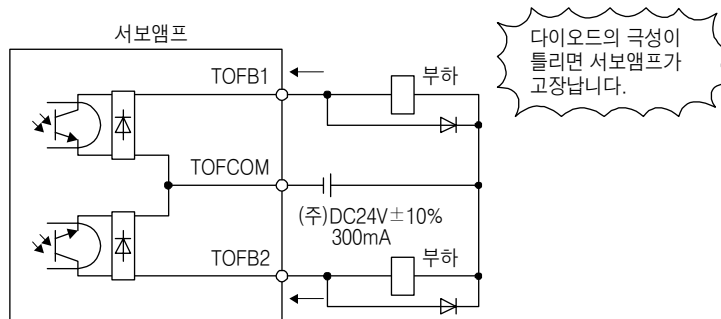 서보앰프
다이오드의 극성이
틀리면 서보앰프가
고장납니다.
TOFB1
부하
TOFCOM
(주)DC24V±10%
300mA
TOFB2
부하